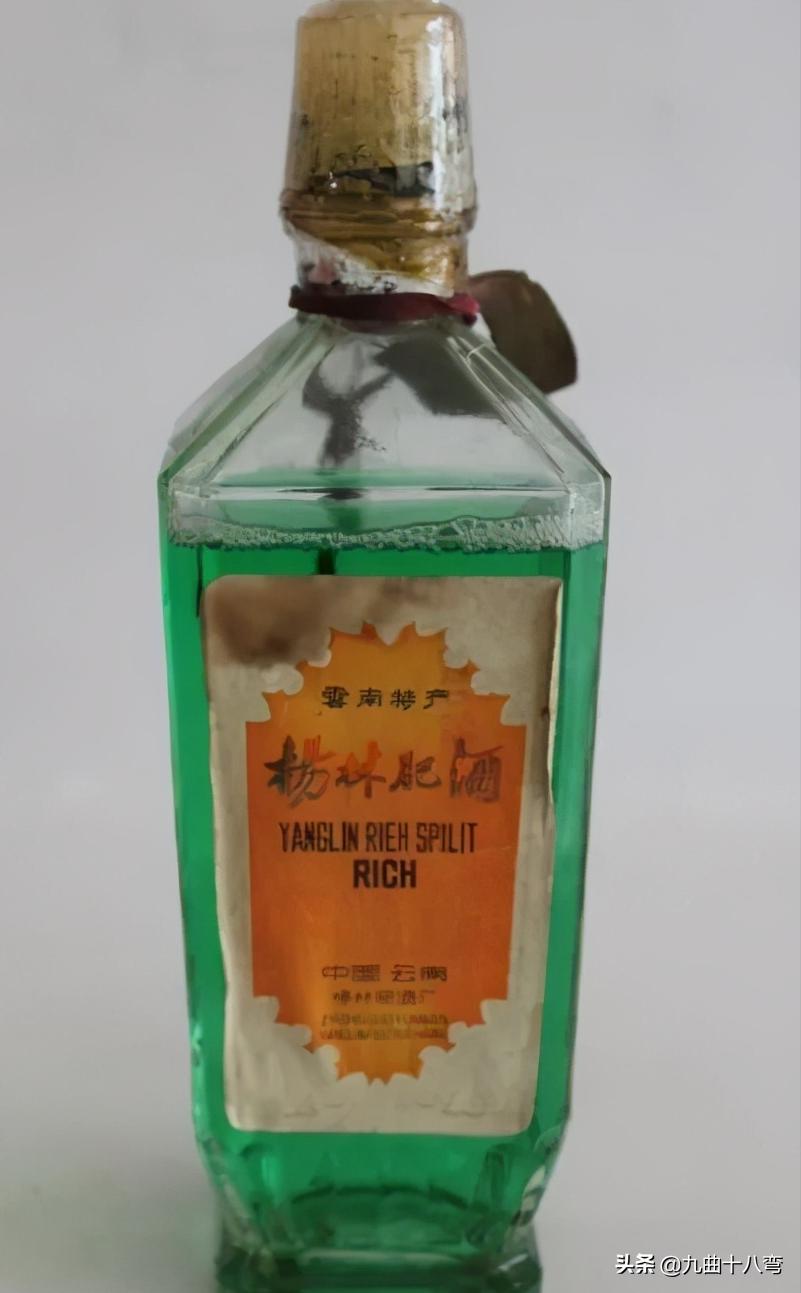 雲南特产
杨林肥酒
YANGLIN RIEH SPILIT
RICH
中国 云南
头条 @九曲十八弯